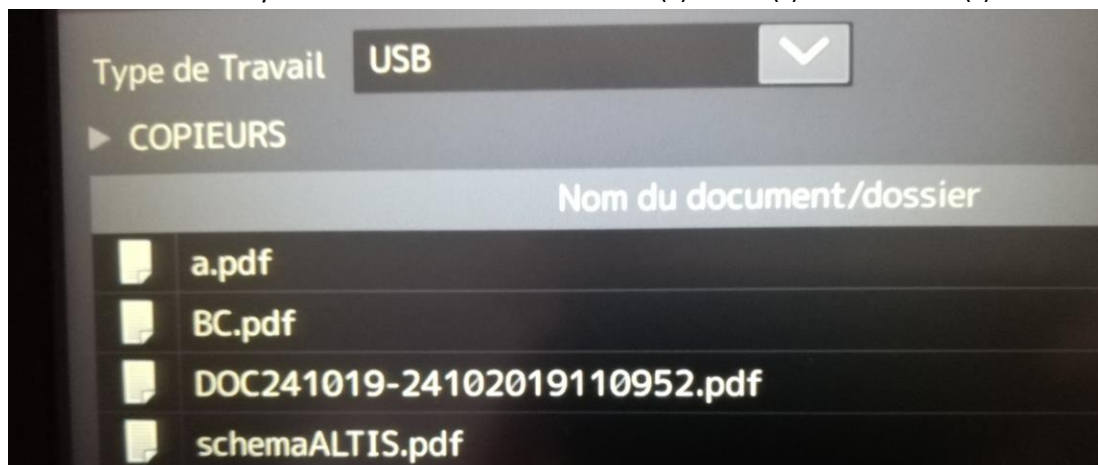 Type de Travail USB
COPIEURS
Nom du document/dossier
a.pdf
BC.pdf
DOC241019-24102019110952.pdf
schemaALTIS.pdf